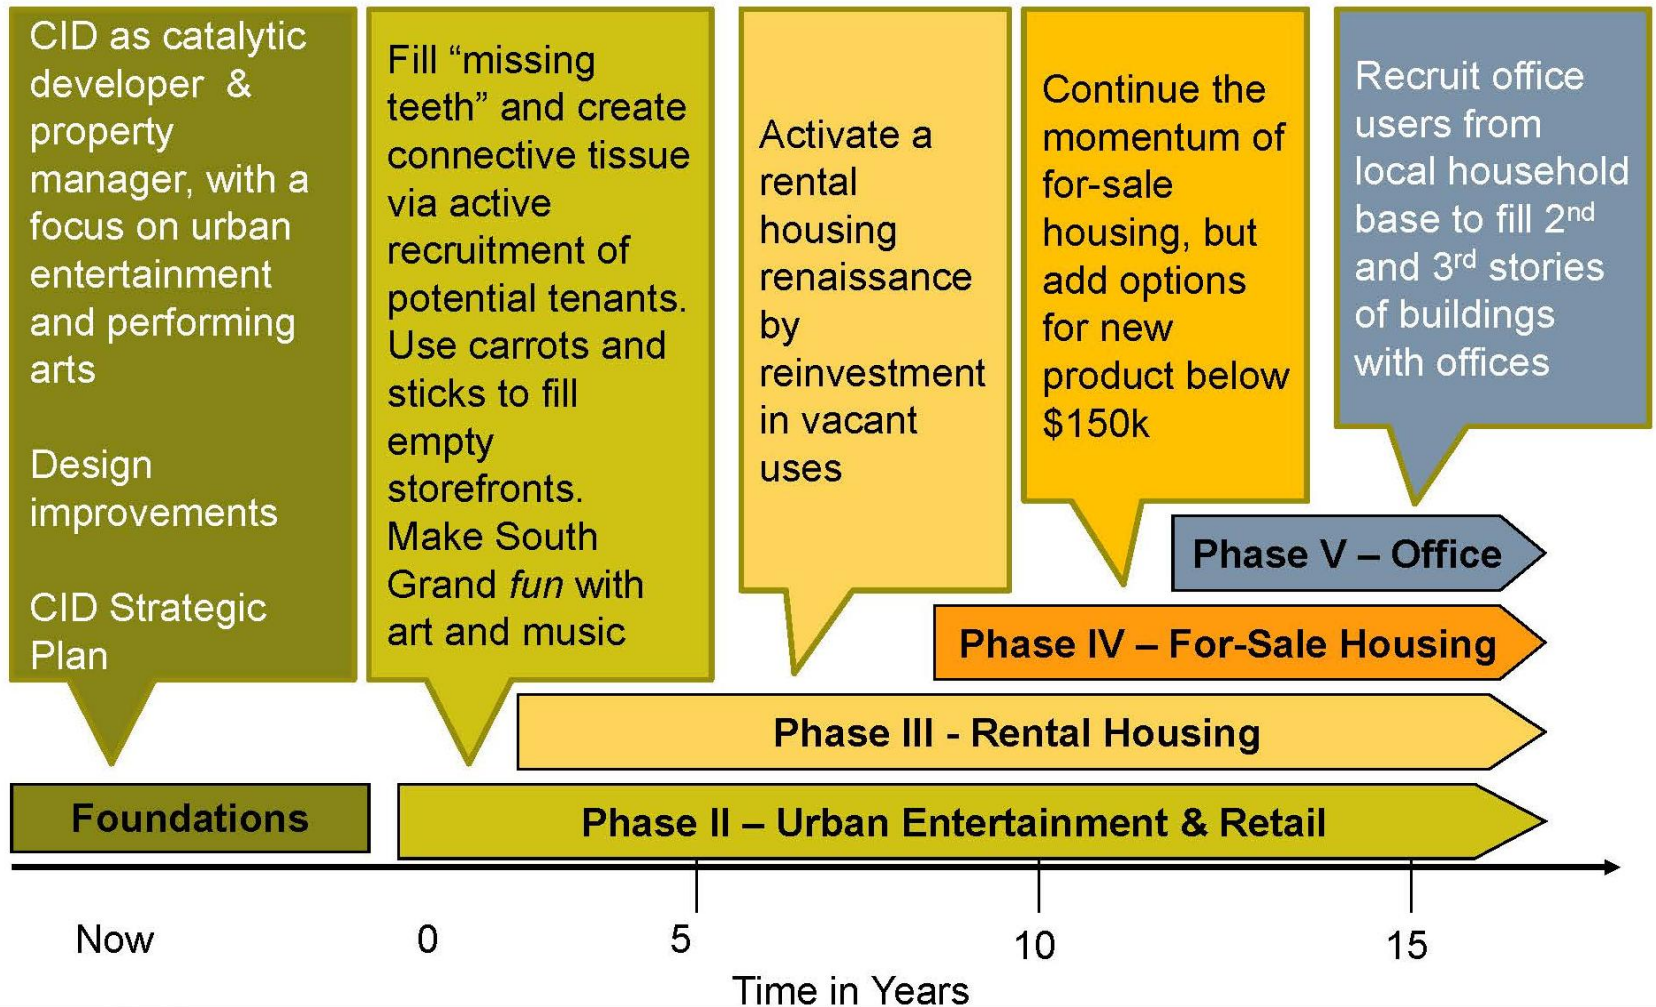 CID as catalytic
developer & 
property
manager, with a
focus on urban
entertainment
and performing
arts
Design
improvements
CID Strategic
Plan
Fill “missing
teeth” and create
connective tissue
via active
recruitment of
potential tenants.
Use carrots and
sticks to fill
empty
storefronts.
Make South
Grand fun with
art and music
Activate a
rental
housing
renaissance
by
reinvestment
in vacant
uses
Continue the
momentum of
for-sale
housing, but
add options
for new
product below
$150k
Recruit office
users from
local household
base to fill 2nd
and 3rd stories
of buildings
with offices
Phase V – Office
Phase IV – For-Sale Housing
Phase III - Rental Housing
Foundations
Phase II – Urban Entertainment & Retail
Now 0 5 10 15
Time in Years